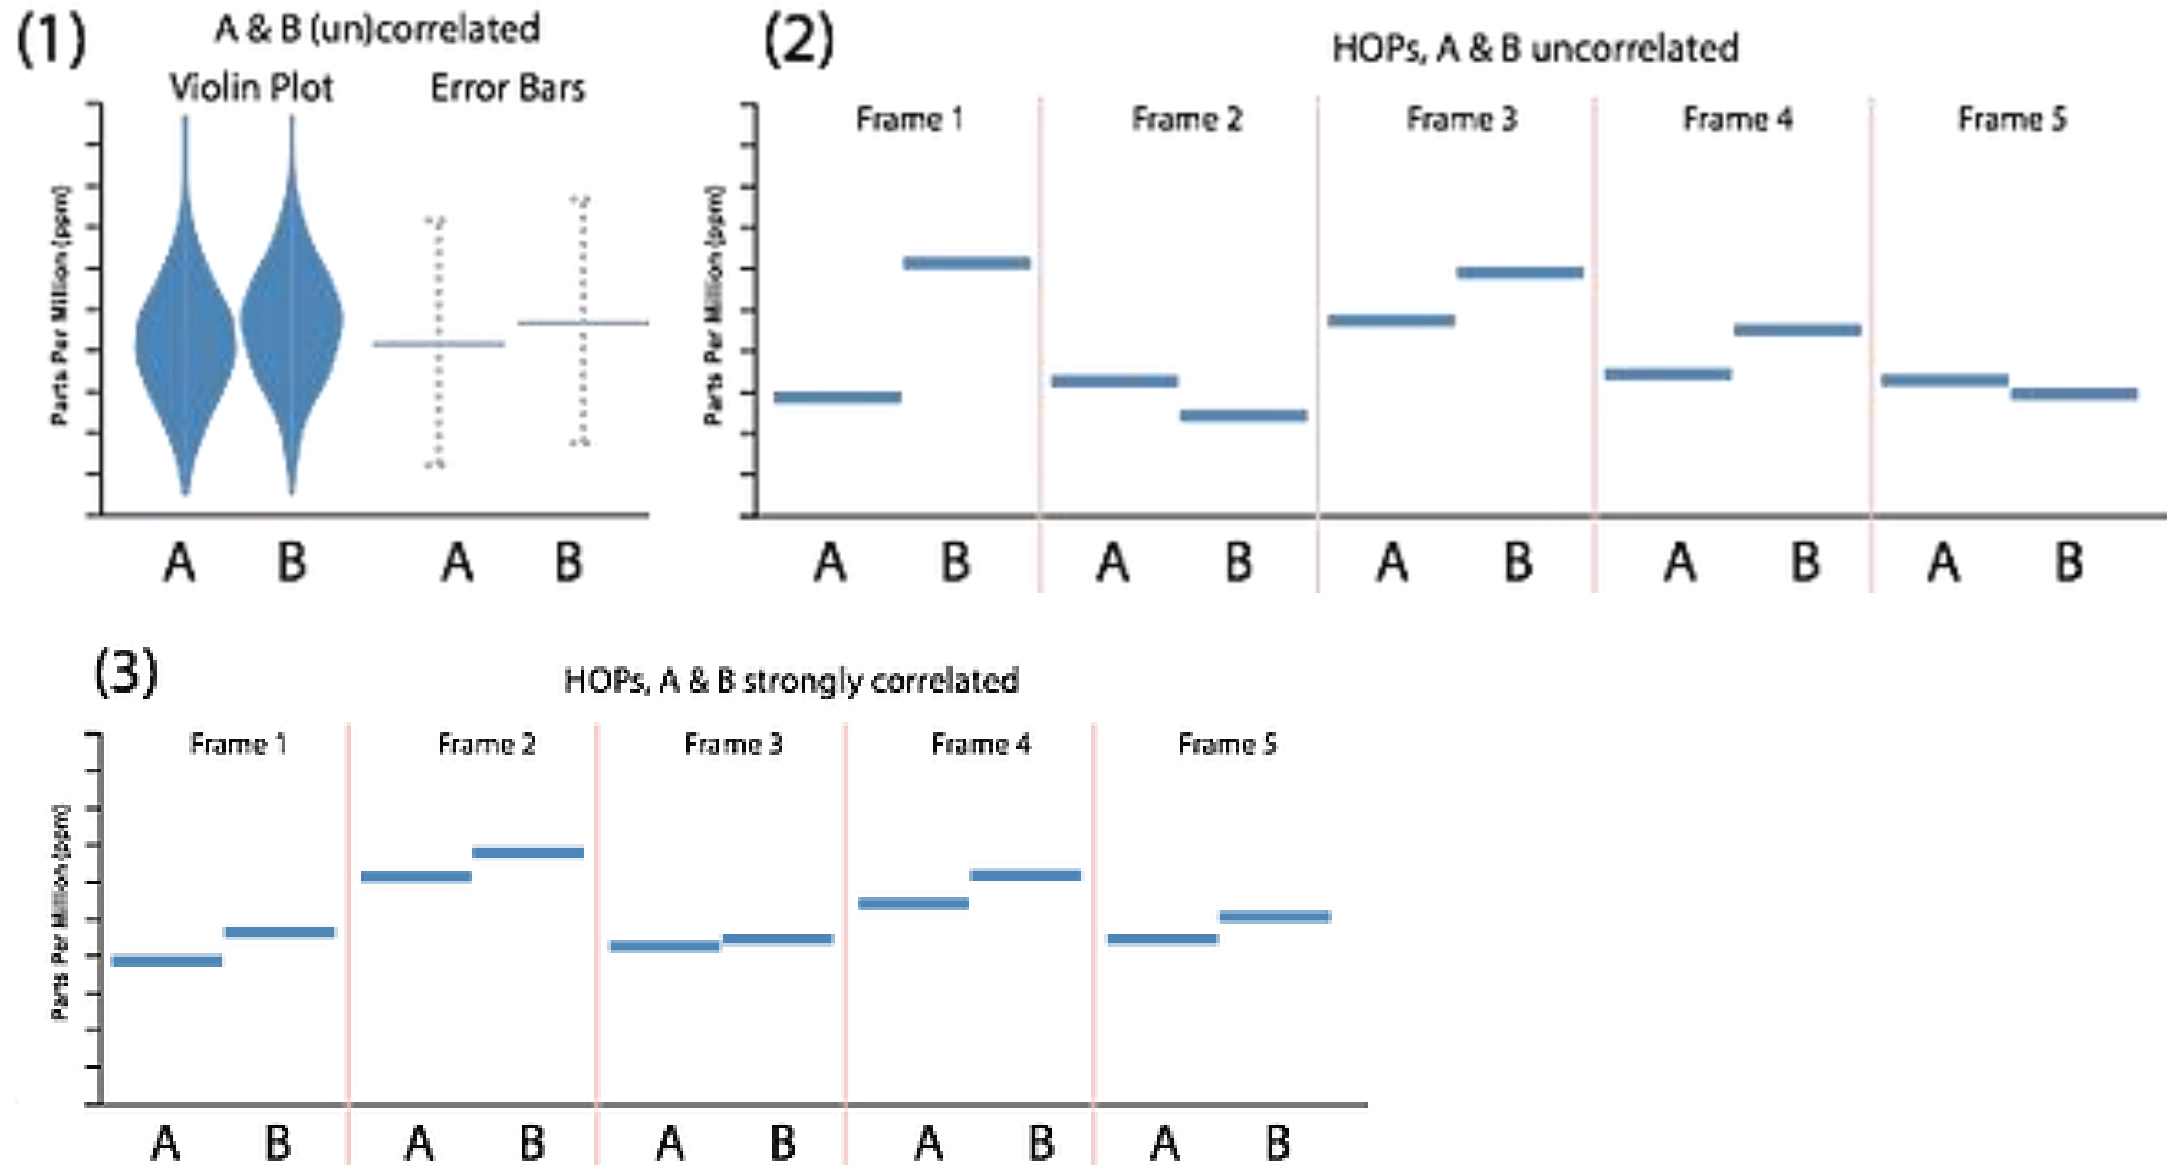 (1)
A & B (un)correlated
Violin Plot Error Bars
Parts Per Million (ppm)
A B A B
(2)
HOPs, A & B uncorrelated
Frame 1 Frame 2 Frame 3 Frame 4 Frame 5
Parts Per Million (ppm)
A B A B A B A B A B
(3)
HOPs, A & B strongly correlated
Frame 1 Frame 2 Frame 3 Frame 4 Frame 5
Parts Per Million (ppm)
A B A B A B A B A B